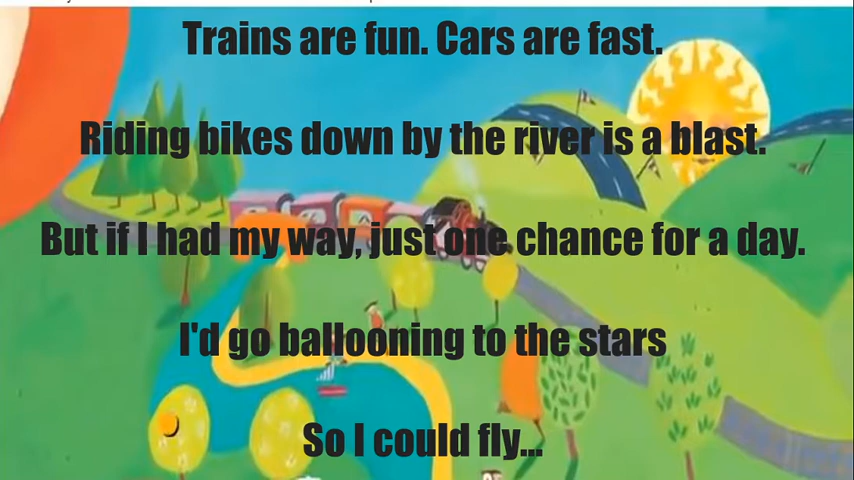 Trains are fun. Cars are fast.
Riding bikes down by the river is a blast.
But if I had my way, just one chance for a day.
I'd go ballooning to the stars
So I could fly...